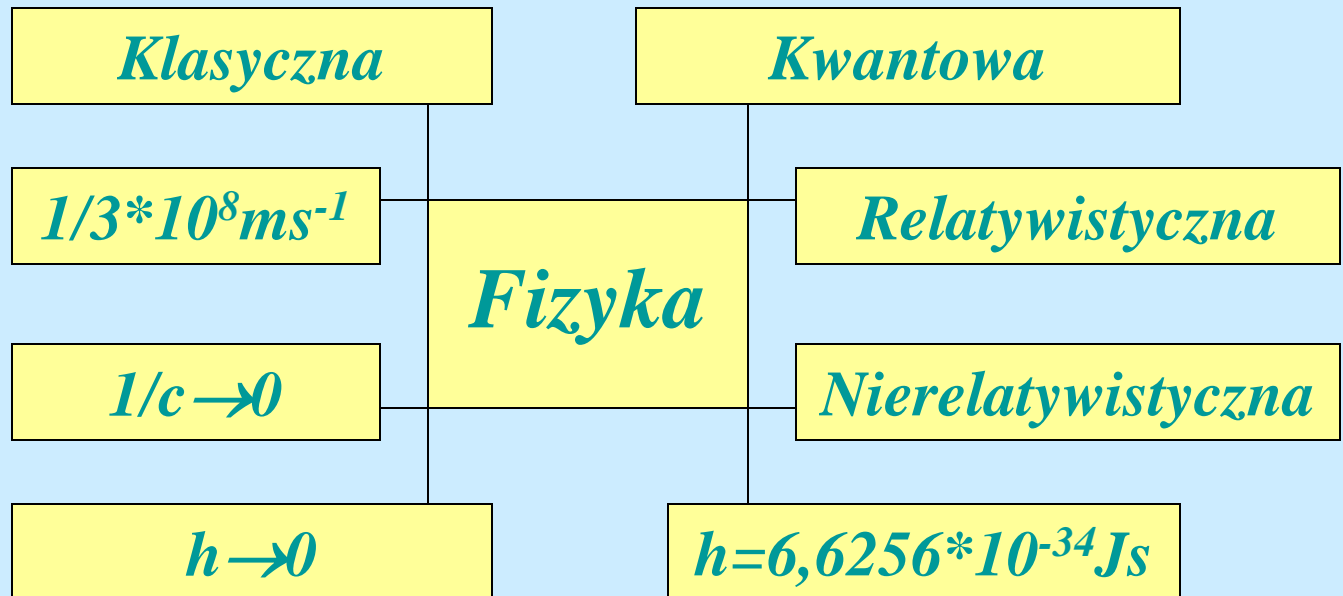 Klasyczna
Kwantowa
1/3*10⁸ms⁻¹
Relatywistyczna
Fizyka
1/c→0
Nierelatywistyczna
h→0
h=6,6256*10⁻³⁴Js